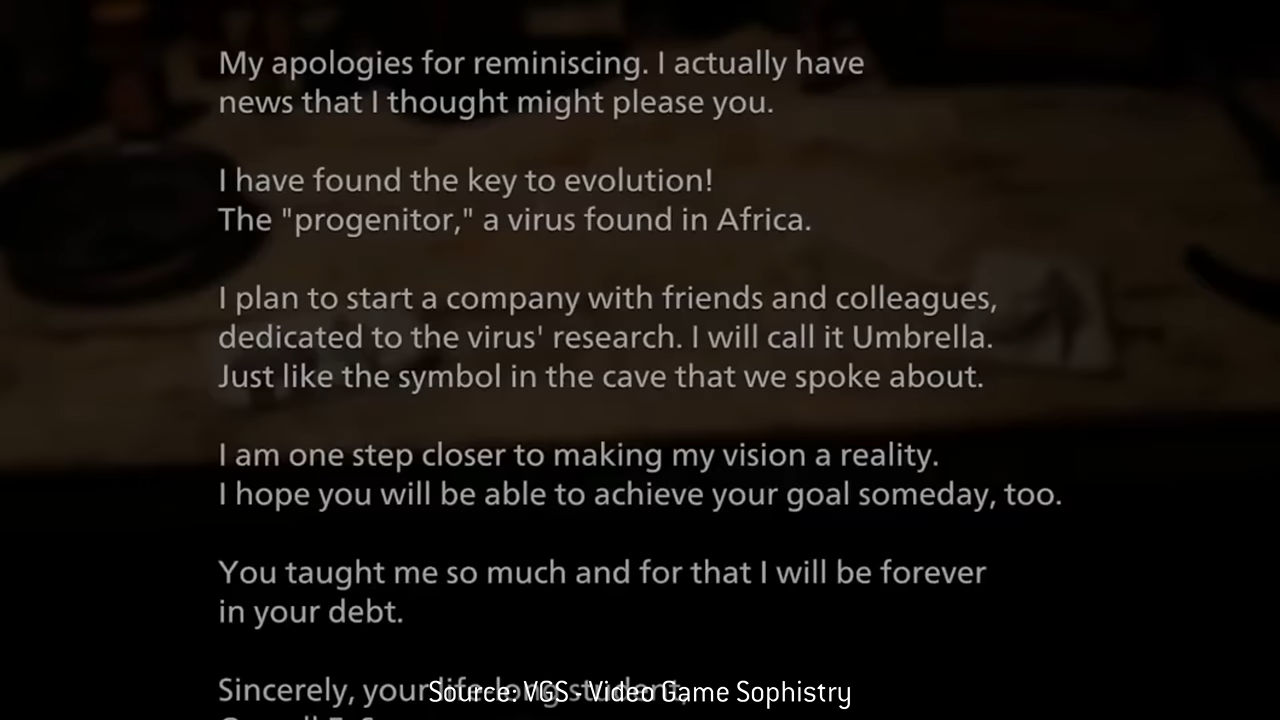 My apologies for reminiscing. I actually have
news that I thought might please you.
I have found the key to evolution!
The "progenitor," a virus found in Africa.
I plan to start a company with friends and colleagues,
dedicated to the virus' research. I will call it Umbrella.
Just like the symbol in the cave that we spoke about.
I am one step closer to making my vision a reality.
I hope you will be able to achieve your goal someday, too.
You taught me so much and for that I will be forever
in your debt.
Sincerely, your life-long student,
Source: VGS - Video Game Sophistry